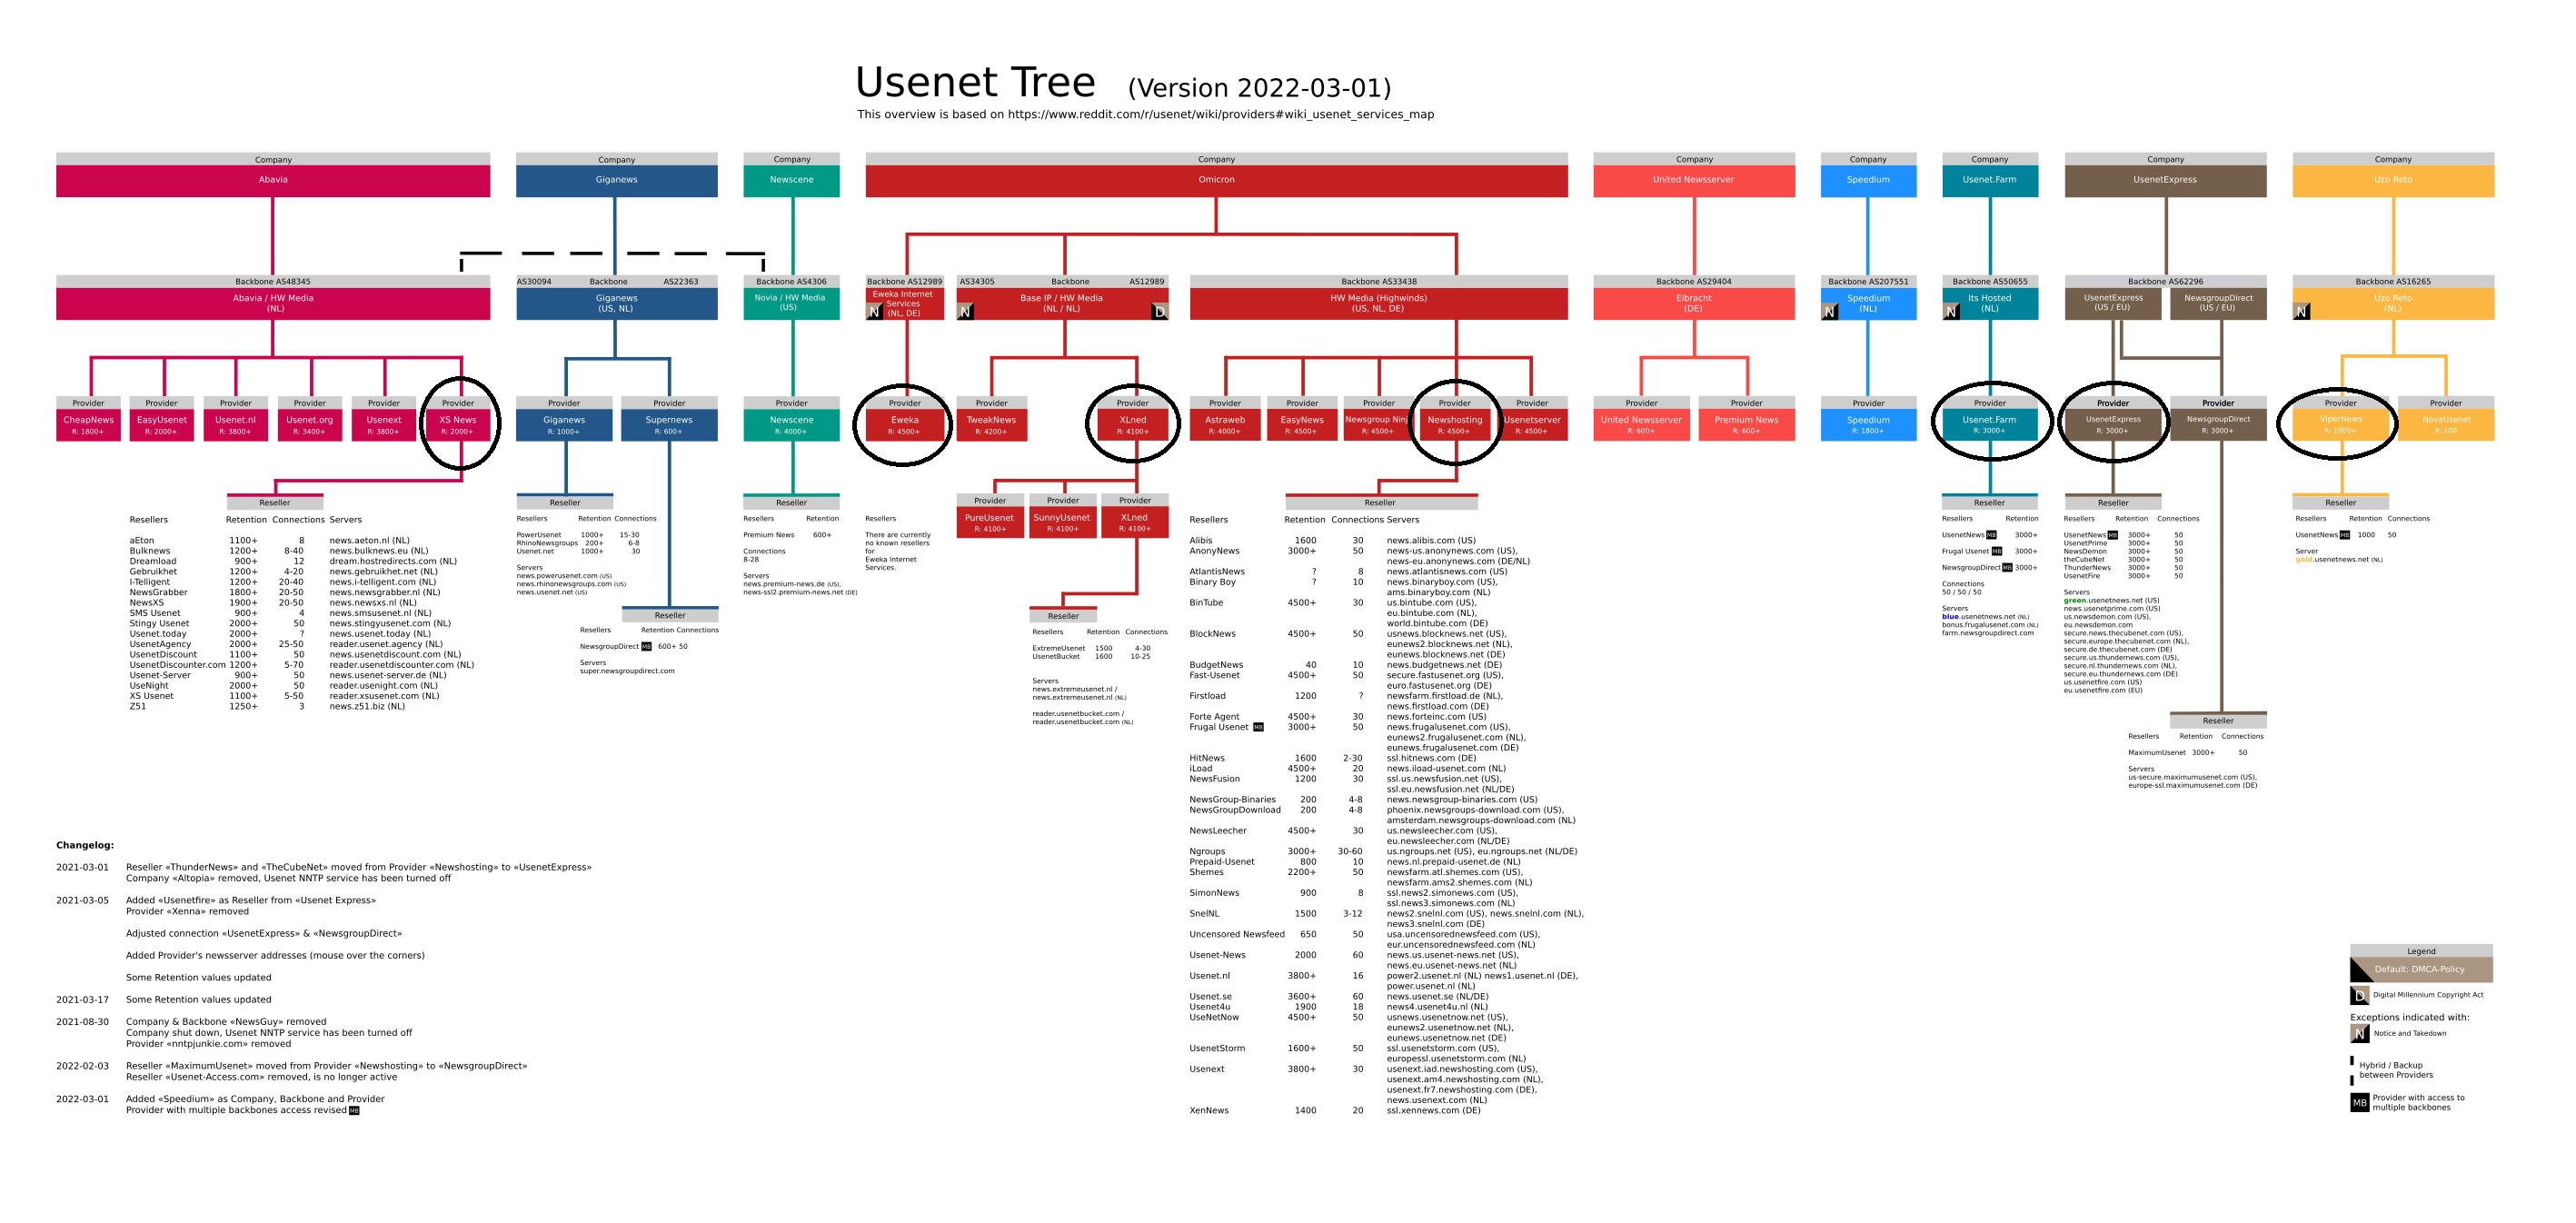 Usenet Tree (Version 2022-03-01)
This overview is based on https://www.reddit.com/r/usenet/wiki/providers#wiki_usenet_services_map
Company
Abavia
Company
Giganews
Company
Newscene
Company
Omicron
Company
United Newsserver
Company
Speedium
Company
Usenet.Farm
Company
UsenetExpress
Company
Uzo Reto
Backbone AS48345
Abavia / HW Media
(NL)
AS30094 Backbone AS22363
Giganews
(US, NL)
Backbone AS4306
Novia / HW Media
(US)
Backbone AS12989
Eweka Internet
Services
(NL, DE)
N
AS34305 Backbone AS12989
Base IP / HW Media
(NL / NL)
N
D
Backbone AS33438
HW Media (Highwinds)
(US, NL, DE)
Backbone AS29404
Elbracht
(DE)
Backbone AS207551
Speedium
(NL)
N
Backbone AS50655
Its Hosted
(NL)
N
Backbone AS62296
UsenetExpress
(US / EU)
NewsgroupDirect
(US / EU)
Backbone AS16265
Uzo Reto
(NL)
N
Provider
CheapNews
R: 1800+
Provider
EasyUsenet
R: 2000+
Provider
Usenet.nl
R: 3800+
Provider
Usenet.org
R: 3400+
Provider
Usenext
R: 3800+
Provider
XS News
R: 2000+
Provider
Giganews
R: 1000+
Provider
Supernews
R: 600+
Provider
Newscene
R: 4000+
Provider
Eweka
R: 4500+
Provider
TweakNews
R: 4200+
Provider
XLned
R: 4100+
Provider
Astraweb
R: 4000+
Provider
EasyNews
R: 4500+
Provider
Newsgroup Nin
R: 4500+
Provider
Newshosting
R: 4500+
Provider
Usenetserver
R: 4500+
Provider
United Newsserver
R: 600+
Provider
Premium News
R: 600+
Provider
Speedium
R: 1800+
Provider
Usenet.Farm
R: 3000+
Provider
UsenetExpress
R: 3000+
Provider
NewsgroupDirect
R: 3000+
Provider
ViperNews
R: 1000+
Provider
NovaUsenet
R: 100
Reseller
Resellers Retention Connections Servers
aEton 1100+ 8 news.aeton.nl (NL)
Bulknews 1200+ 8-40 news.bulknews.eu (NL)
Dreamload 900+ 12 dream.hostredirects.com (NL)
Gebruikhet 1200+ 4-20 news.gebruikhet.net (NL)
I-Telligent 1200+ 20-40 news.i-telligent.com (NL)
NewsGrabber 1800+ 20-50 news.newsgrabber.nl (NL)
NewsXS 1900+ 20-50 news.newsxs.nl (NL)
SMS Usenet 900+ 4 news.smsusenet.nl (NL)
Stingy Usenet 2000+ 50 news.stingyusenet.com (NL)
Usenet.today 2000+ ? news.usenet.today (NL)
UsenetAgency 2000+ 25-50 reader.usenet.agency (NL)
UsenetDiscount 1100+ 50 news.usenetdiscount.com (NL)
UsenetDiscounter.com 1200+ 5-70 reader.usenetdiscounter.com (NL)
Usenet-Server 900+ 50 news.usenet-server.de (NL)
UseNight 2000+ 50 reader.usenight.com (NL)
XS Usenet 1100+ 5-50 reader.xsusenet.com (NL)
Z51 1250+ 3 news.z51.biz (NL)
Reseller
Resellers Retention Connections
PowerUsenet 1000+ 15-30
RhinoNewsgroups 200+ 6-8
Usenet.net 1000+ 30
Servers
news.powerusenet.com (US)
news.rhinonewsgroups.com (US)
news.usenet.net (US)
Reseller
Resellers Retention Connections
NewsgroupDirect MB 600+ 50
Servers
super.newsgroupdirect.com
Reseller
Resellers Retention
Premium News 600+
Connections
8-28
Servers
news.premium-news.de (US),
news-ssl2.premium-news.net (DE)
Resellers
There are currently
no known resellers
for
Eweka Internet
Services.
Provider
PureUsenet
R: 4100+
Provider
SunnyUsenet
R: 4100+
Provider
XLned
R: 4100+
Reseller
Resellers Retention Connections
ExtremeUsenet 1500 4-30
UsenetBucket 1600 10-25
Servers
news.extremeusenet.nl /
news.extremeusenet.nl (NL)
reader.usenetbucket.com /
reader.usenetbucket.com (NL)
Reseller
Resellers Retention Connections Servers
Alibis 1600 30 news.alibis.com (US)
AnonyNews 3000+ 50 news-us.anonynews.com (US),
news-eu.anonynews.com (DE/NL)
AtlantisNews ? 8 news.atlantisnews.com (US)
Binary Boy ? 10 news.binaryboy.com (US),
ams.binaryboy.com (NL)
BinTube 4500+ 30 us.bintube.com (US),
eu.bintube.com (NL),
world.bintube.com (DE)
BlockNews 4500+ 50 usnews.blocknews.net (US),
eunews2.blocknews.net (NL),
eunews.blocknews.net (DE)
BudgetNews 40 10 news.budgetnews.net (DE)
Fast-Usenet 4500+ 50 secure.fastusenet.org (US),
euro.fastusenet.org (DE)
Firstload 1200 ? newsfarm.firstload.de (NL),
news.firstload.com (DE)
Forte Agent 4500+ 30 news.forteinc.com (US)
Frugal Usenet MB 3000+ 50 news.frugalusenet.com (US),
eunews2.frugalusenet.com (NL)
eunews.frugalusenet.com (DE)
HitNews 1600 2-30 ssl.hitnews.com (DE)
iLoad 4500+ 20 news.iload-usenet.com (NL)
NewsFusion 1200 30 ssl.us.newsfusion.net (US),
ssl.eu.newsfusion.net (NL/DE)
NewsGroup-Binaries 200 4-8 news.newsgroup-binaries.com (US)
NewsGroupDownload 200 4-8 phoenix.newsgroups-download.com (US),
amsterdam.newsgroups-download.com (NL)
NewsLeecher 4500+ 30 us.newsleecher.com (US),
eu.newsleecher.com (NL/DE)
Ngroups 3000+ 30-60 us.ngroups.net (US), eu.ngroups.net (NL/DE)
Prepaid-Usenet 800 10 news.nl.prepaid-usenet.de (NL)
Shemes 2200+ 50 newsfarm.atl.shemes.com (US),
newsfarm.ams2.shemes.com (NL)
SimonNews 900 8 ssl.news2.simonews.com (US),
ssl.news3.simonews.com (NL)
SnelNL 1500 3-12 news2.snelnl.com (US), news.snelnl.com (NL),
news3.snelnl.com (DE)
Uncensored Newsfeed 650 50 usa.uncensorednewsfeed.com (US),
eur.uncensorednewsfeed.com (NL)
Usenet-News 2000 60 news.us.usenet-news.net (US),
news.eu.usenet-news.net (NL)
Usenet.nl 3800+ 16 power2.usenet.nl (NL) news1.usenet.nl (DE),
power.usenet.nl (NL)
Usenet.se 3600+ 60 news.usenet.se (NL/DE)
Usenet4u 1900 18 news4.usenet4u.nl (NL)
UseNetNow 4500+ 50 usnews.usenetnow.net (US),
eunews2.usenetnow.net (NL),
eunews.usenetnow.net (DE)
UsenetStorm 1600+ 50 ssl.usenetstorm.com (US),
europessl.usenetstorm.com (NL)
Usenext 3800+ 30 usenext.iad.newshosting.com (US),
usenext.am4.newshosting.com (NL),
usenext.fr7.newshosting.com (DE),
news.usenext.com (NL)
XenNews 1400 20 ssl.xennews.com (DE)
Reseller
Resellers Retention
UsenetNews MB 3000+
Frugal Usenet MB 3000+
NewsgroupDirect MB 3000+
Connections
50 / 50 / 50
Servers
blue.usenetnews.net (NL)
bonus.frugalusenet.com (NL)
farm.newsgroupdirect.com
Reseller
Resellers Retention Connections
UsenetNews MB 3000+ 50
UsenetPrime 3000+ 50
NewsDemon 3000+ 50
theCubeNet 3000+ 50
ThunderNews 3000+ 50
UsenetFire 3000+ 50
Servers
green.usenetnews.net (US)
news.usenetprime.com (US)
us.newsdemon.com (US),
eu.newsdemon.com
secure.news.thecubenet.com (US),
secure.europe.thecubenet.com (NL),
secure.de.thecubenet.com (DE)
secure.us.thundernews.com (US),
secure.nl.thundernews.com (NL),
secure.eu.thundernews.com (DE)
us.usenetfire.com (US)
eu.usenetfire.com (EU)
Reseller
Resellers Retention Connections
MaximumUsenet 3000+ 50
Servers
us-secure.maximumusenet.com (US),
europe-ssl.maximumusenet.com (DE)
Reseller
Resellers Retention Connections
UsenetNews MB 1000 50
Server
gold.usenetnews.net (NL)
Changelog:
2021-03-01 Reseller «ThunderNews» and «TheCubeNet» moved from Provider «Newshosting» to «UsenetExpress»
Company «Altopia» removed, Usenet NNTP service has been turned off
2021-03-05 Added «Usenetfire» as Reseller from «Usenet Express»
Provider «Xenna» removed
Adjusted connection «UsenetExpress» & «NewsgroupDirect»
Added Provider's newsserver addresses (mouse over the corners)
Some Retention values updated
2021-03-17 Some Retention values updated
2021-08-30 Company & Backbone «NewsGuy» removed
Company shut down, Usenet NNTP service has been turned off
Provider «nntpjunkie.com» removed
2022-02-03 Reseller «MaximumUsenet» moved from Provider «Newshosting» to «NewsgroupDirect»
Reseller «Usenet-Access.com» removed, is no longer active
2022-03-01 Added «Speedium» as Company, Backbone and Provider
Provider with multiple backbones access revised MB
Legend
Default: DMCA-Policy
D Digital Millennium Copyright Act
Exceptions indicated with:
N Notice and Takedown
Hybrid / Backup
between Providers
MB Provider with access to
multiple backbones